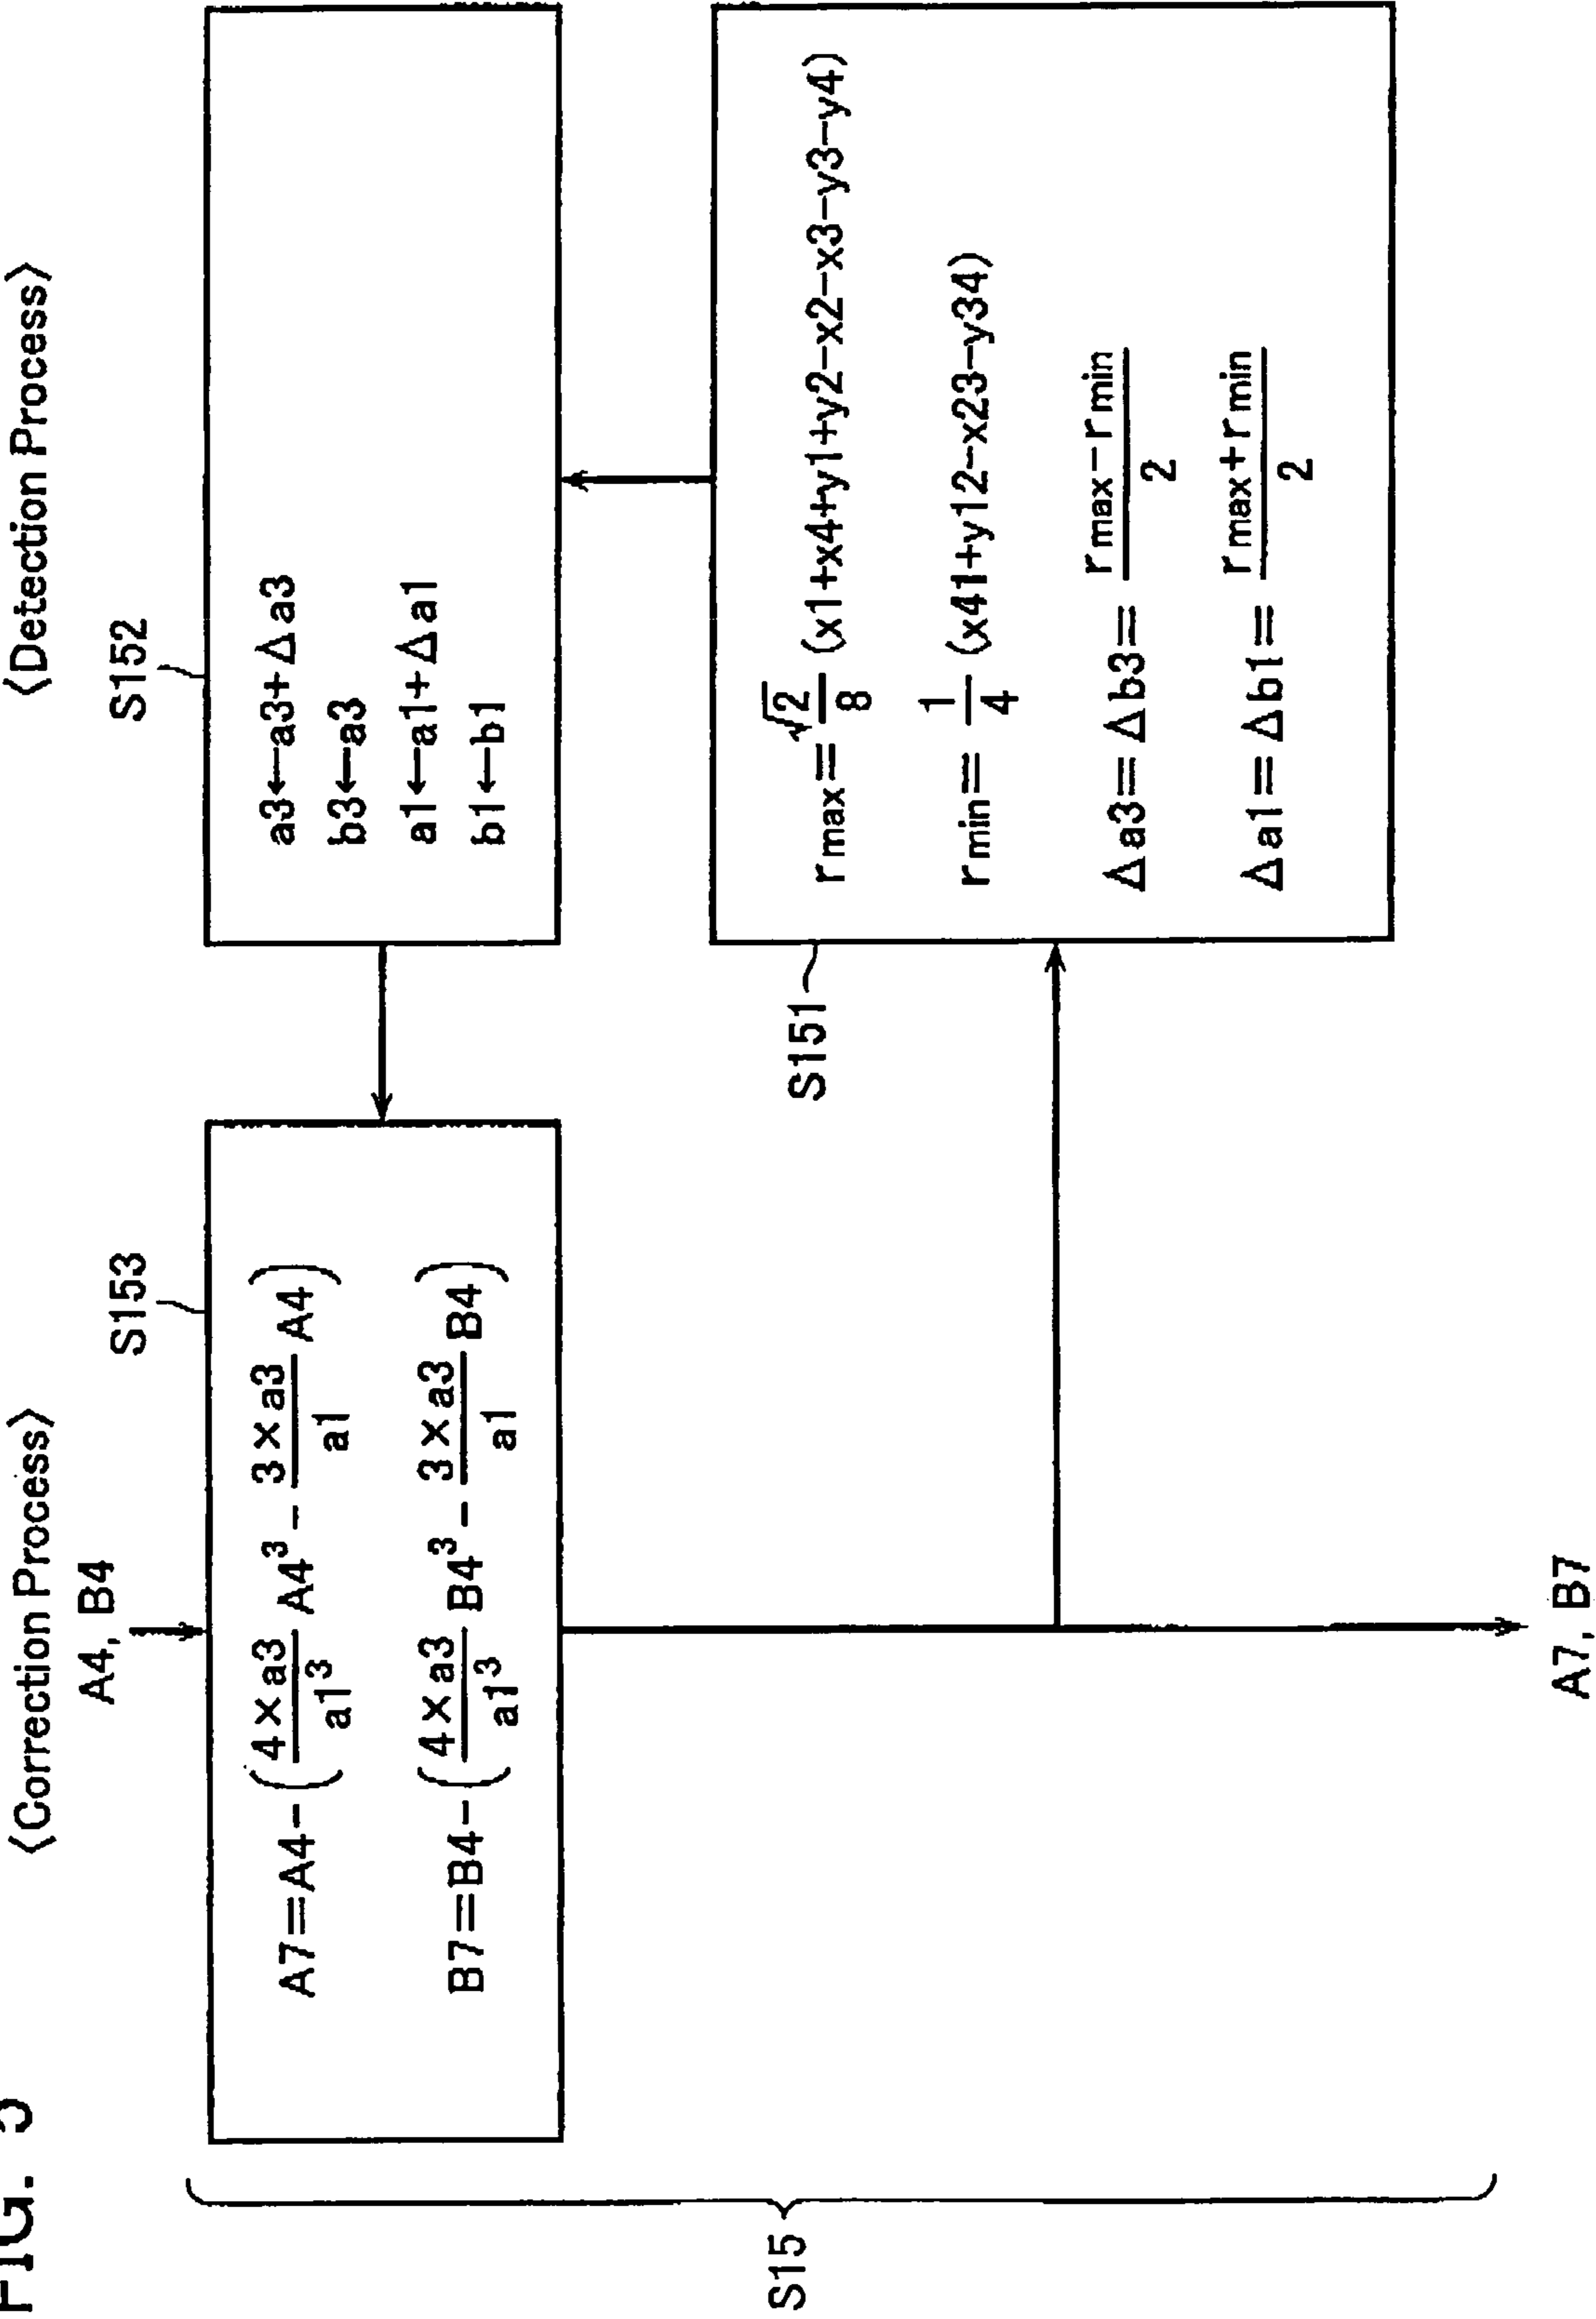 FIG.
〈Correction Process〉
〈Detection Process〉
A4, B4
S153
S152
A7=A4-(4×a3/a1³ A4³ - 3×a3/a1 A4)
B7=B4-(4×a3/a1³ B4³ - 3×a3/a1 B4)
a3←a3+Δa3
b3←a3
a1←a1+Δa1
b1←b1
S15
S151
rmax=√2/8 (x1+x4+y1+y2-x2-x3-y3-y4)
rmin=1/4 (x41+y12-x23-y34)
Δa3=Δb3=rmax-rmin/2
Δa1=Δb1=rmax+rmin/2
A7, B7